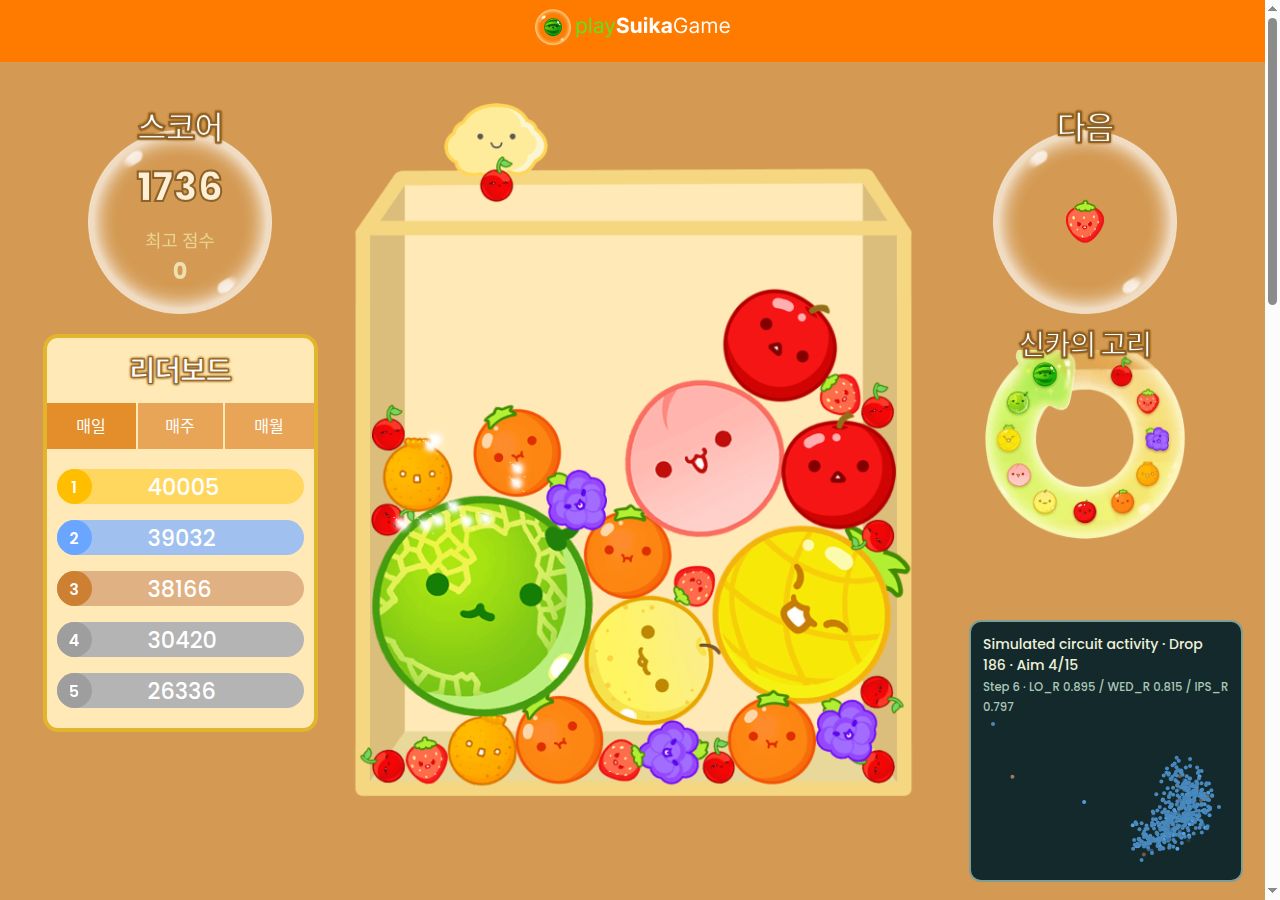 playSuikaGame
스코어
1736
최고 점수
0
다음
리더보드
매일 매주 매월
1 40005
2 39032
3 38166
4 30420
5 26336
신카의 고리
Simulated circuit activity · Drop
186 · Aim 4/15
Step 6 · LO_R 0.895 / WED_R 0.815 / IPS_R
0.797